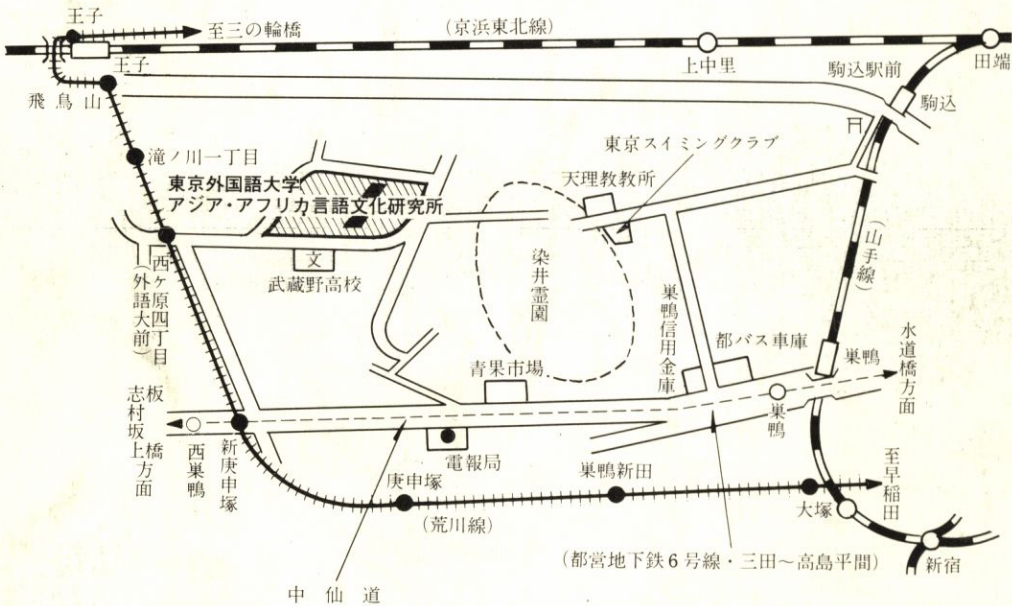 王子
至三の輪橋
(京浜東北線)
王子
上中里
田端
駒込駅前
駒込
飛鳥山
滝ノ川一丁目
東京スイミングクラブ
天理教教所
東京外国語大学
アジア・アフリカ言語文化研究所
文
武蔵野高校
西ヶ原四丁目
(外語大前)
染井霊園
巣鴨信用金庫
都バス車庫
(山手線)
巣鴨
水道橋方面
青果市場
巣鴨
板橋
志村坂上方面
西巣鴨
新庚申塚
電報局
庚申塚
巣鴨新田
大塚
至早稲田
(荒川線)
(都営地下鉄6号線・三田~高島平間)
新宿
中仙道